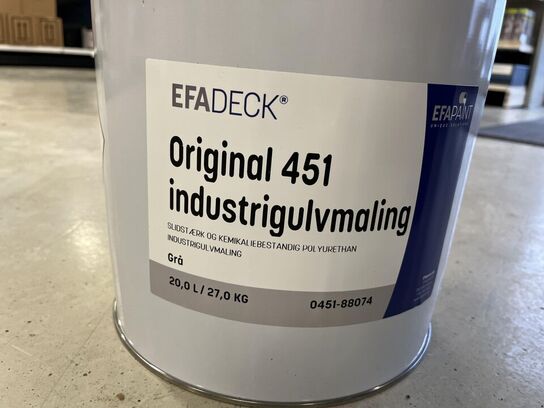 EFADECK®
EFAPAINT
Original 451
industrigulvmaling
SLIDSTÆRK OG KEMIKALIEBESTANDIG POLYURETHAN
INDUSTRIGULVMALING
Grå
20,0 L / 27,0 KG
0451-88074